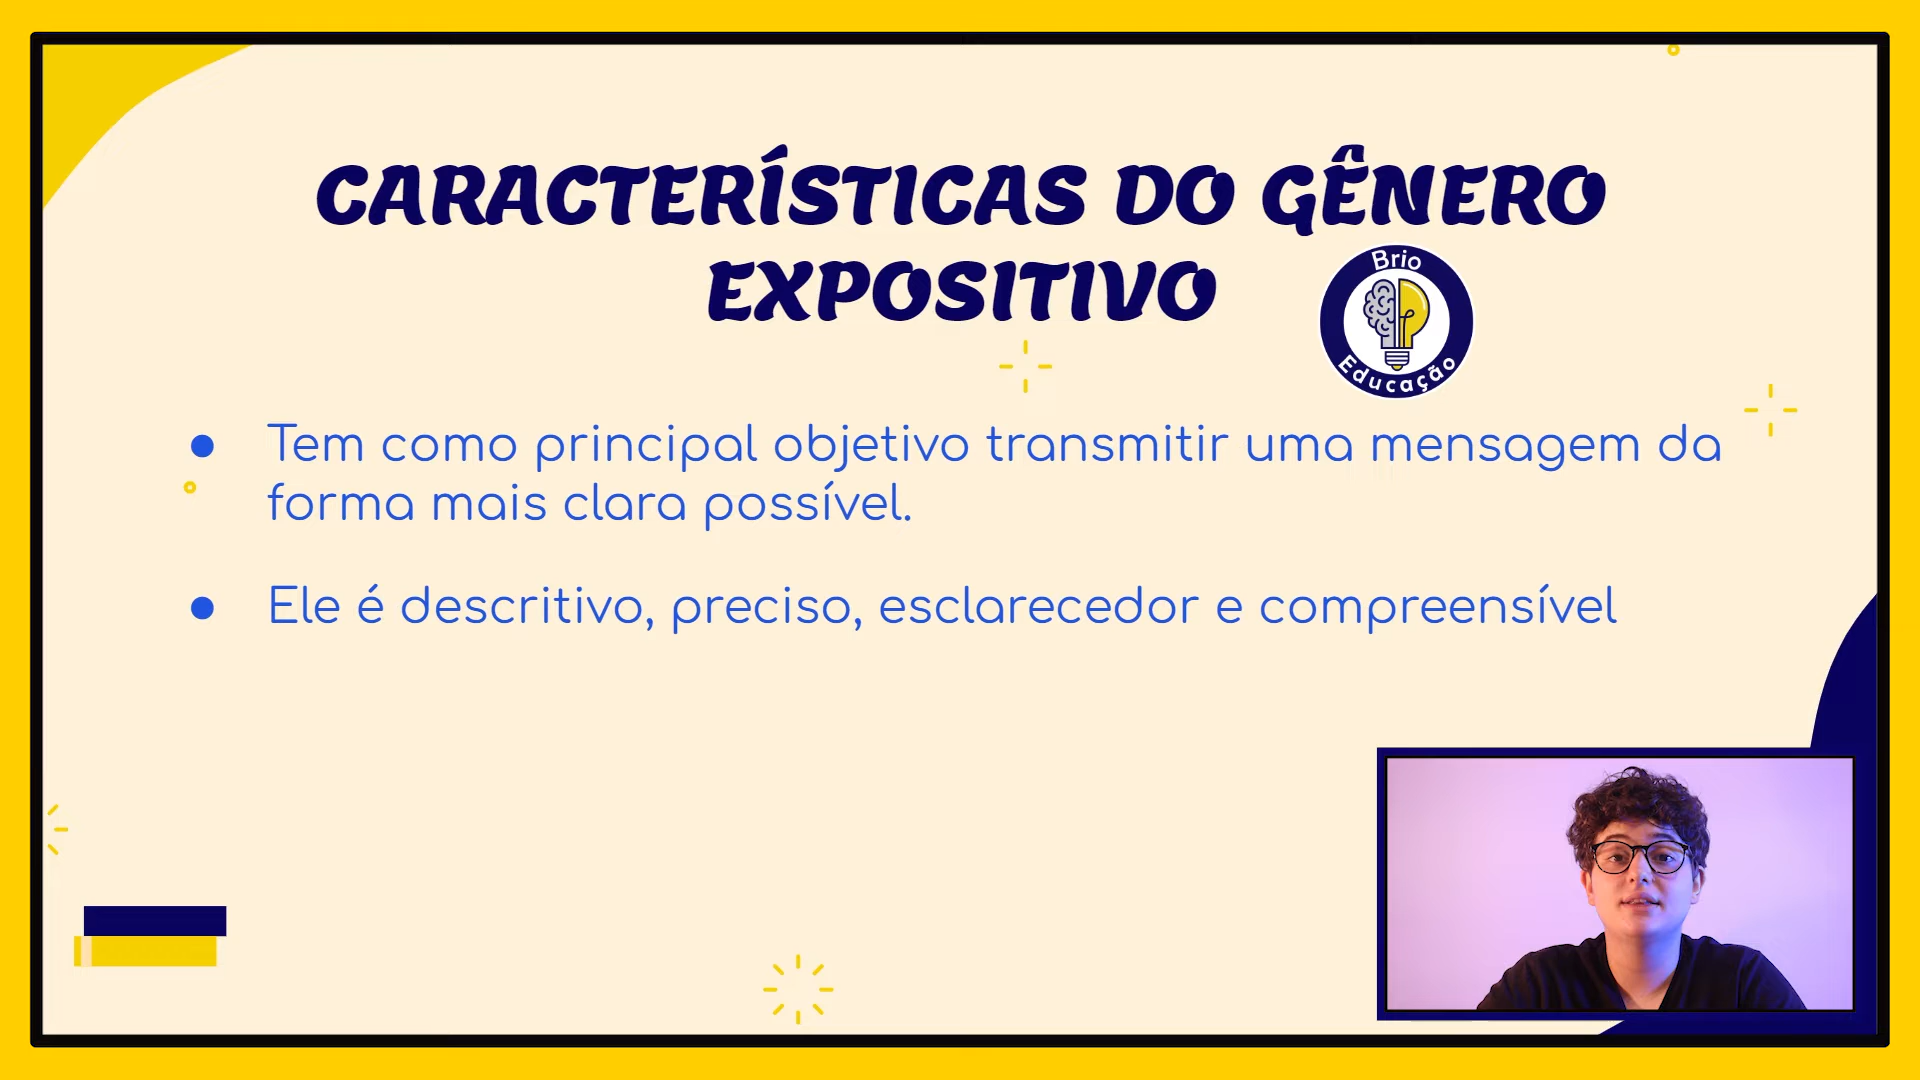 CARACTERÍSTICAS DO GÊNERO
EXPOSITIVO
Brio
Educação
● Tem como principal objetivo transmitir uma mensagem da
forma mais clara possível.
● Ele é descritivo, preciso, esclarecedor e compreensível